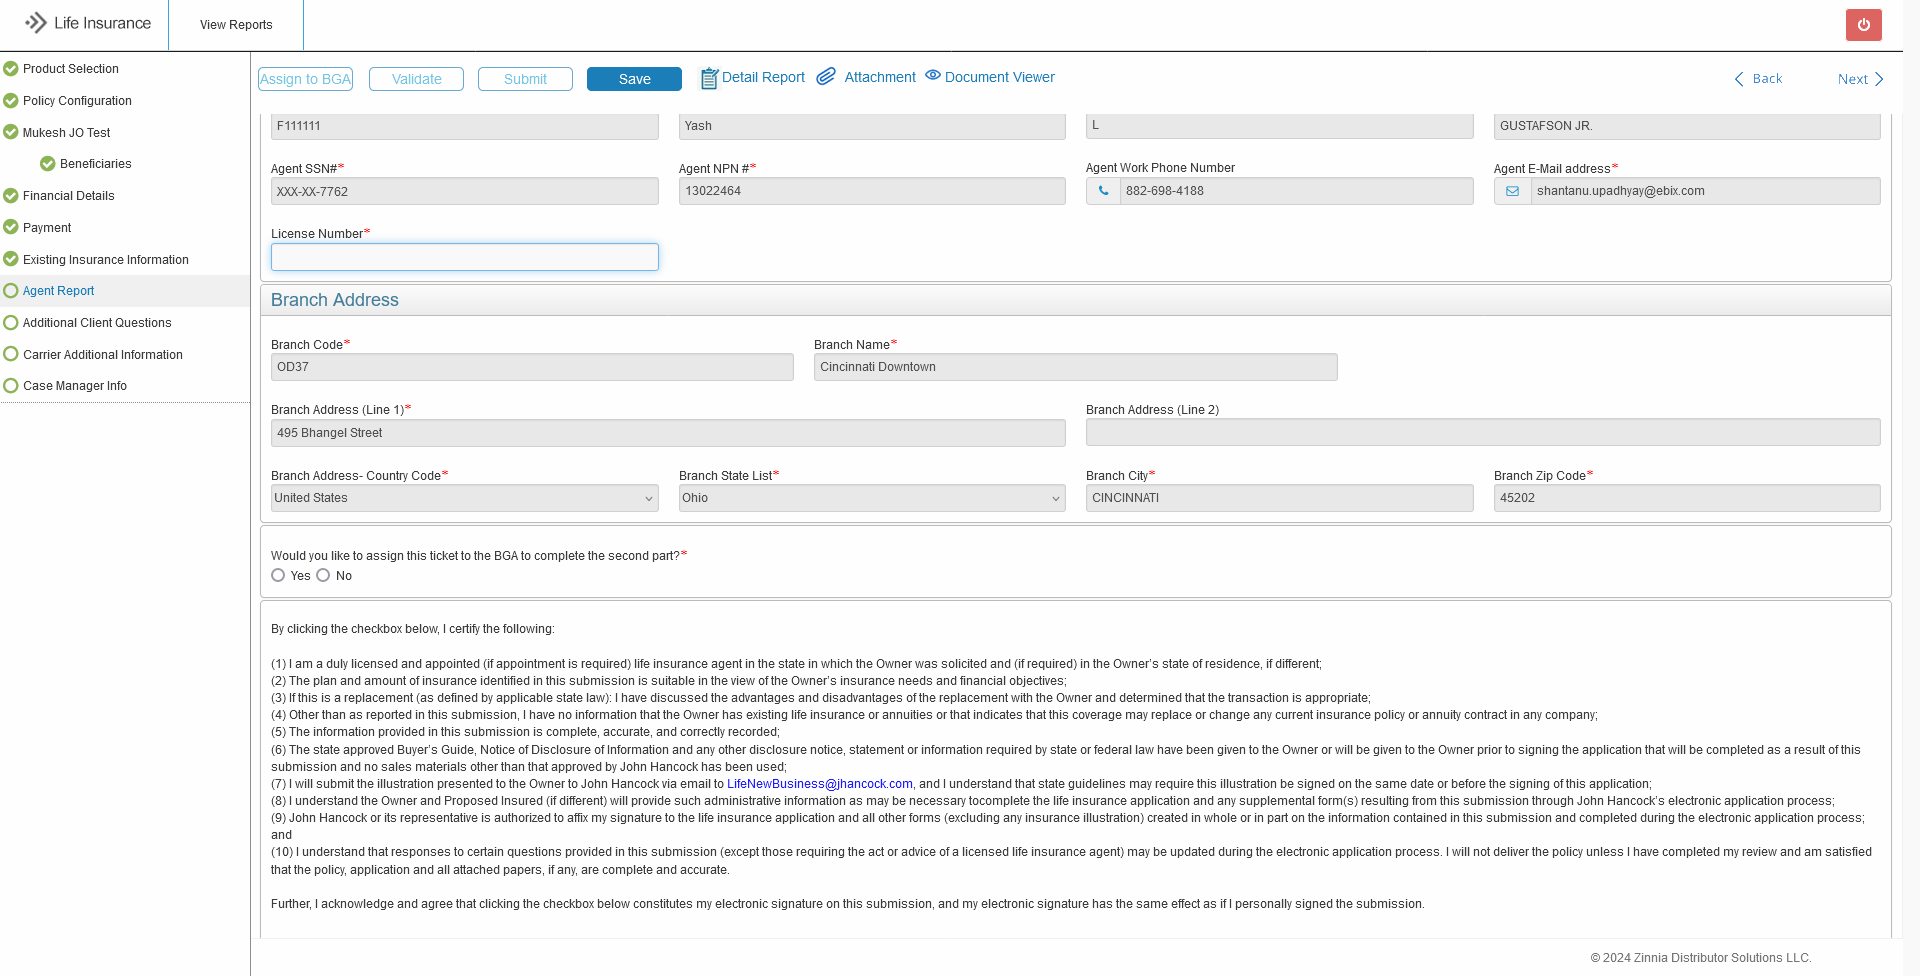 Life Insurance
View Reports
Product Selection
Policy Configuration
Mukesh JO Test
Beneficiaries
Financial Details
Payment
Existing Insurance Information
Agent Report
Additional Client Questions
Carrier Additional Information
Case Manager Info
Assign to BGA Validate Submit Save Detail Report Attachment Document Viewer Back Next
F111111 Yash L GUSTAFSON JR.
Agent SSN#* Agent NPN #* Agent Work Phone Number Agent E-Mail address*
XXX-XX-7762 13022464 882-698-4188 shantanu.upadhyay@ebix.com
License Number*
Branch Address
Branch Code* Branch Name*
OD37 Cincinnati Downtown
Branch Address (Line 1)* Branch Address (Line 2)
495 Bhangel Street
Branch Address- Country Code* Branch State List* Branch City* Branch Zip Code*
United States Ohio CINCINNATI 45202
Would you like to assign this ticket to the BGA to complete the second part?*
Yes No
By clicking the checkbox below, I certify the following:
(1) I am a duly licensed and appointed (if appointment is required) life insurance agent in the state in which the Owner was solicited and (if required) in the Owner's state of residence, if different;
(2) The plan and amount of insurance identified in this submission is suitable in the view of the Owner's insurance needs and financial objectives;
(3) If this is a replacement (as defined by applicable state law): I have discussed the advantages and disadvantages of the replacement with the Owner and determined that the transaction is appropriate;
(4) Other than as reported in this submission, I have no information that the Owner has existing life insurance or annuities or that indicates that this coverage may replace or change any current insurance policy or annuity contract in any company;
(5) The information provided in this submission is complete, accurate, and correctly recorded;
(6) The state approved Buyer's Guide, Notice of Disclosure of Information and any other disclosure notice, statement or information required by state or federal law have been given to the Owner or will be given to the Owner prior to signing the application that will be completed as a result of this
submission and no sales materials other than that approved by John Hancock has been used;
(7) I will submit the illustration presented to the Owner to John Hancock via email to LifeNewBusiness@jhancock.com, and I understand that state guidelines may require this illustration be signed on the same date or before the signing of this application;
(8) I understand the Owner and Proposed Insured (if different) will provide such administrative information as may be necessary tocomplete the life insurance application and any supplemental form(s) resulting from this submission through John Hancock's electronic application process;
(9) John Hancock or its representative is authorized to affix my signature to the life insurance application and all other forms (excluding any insurance illustration) created in whole or in part on the information contained in this submission and completed during the electronic application process;
and
(10) I understand that responses to certain questions provided in this submission (except those requiring the act or advice of a licensed life insurance agent) may be updated during the electronic application process. I will not deliver the policy unless I have completed my review and am satisfied
that the policy, application and all attached papers, if any, are complete and accurate.
Further, I acknowledge and agree that clicking the checkbox below constitutes my electronic signature on this submission, and my electronic signature has the same effect as if I personally signed the submission.
© 2024 Zinnia Distributor Solutions LLC.